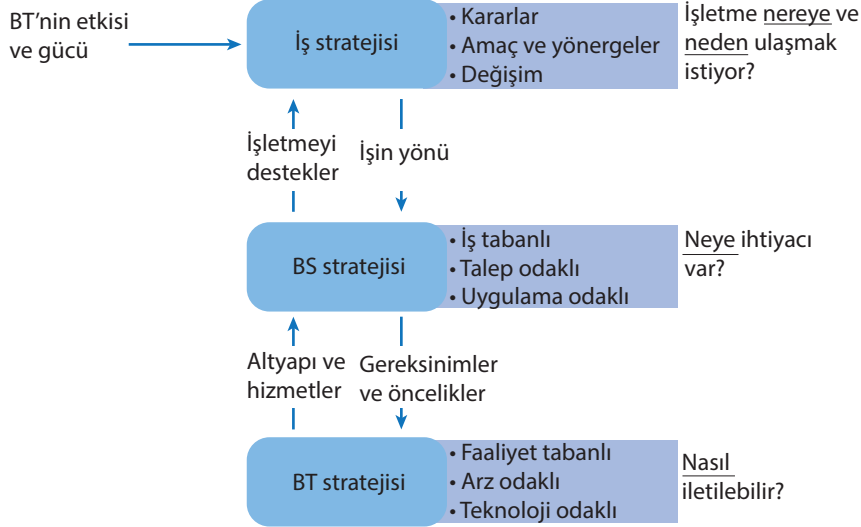 BT'nin etkisi
ve gücü
İş stratejisi
• Kararlar
• Amaç ve yönergeler
• Değişim
İşletme nereye ve
neden ulaşmak
istiyor?
İşletmeyi
destekler
İşin yönü
BS stratejisi
• İş tabanlı
• Talep odaklı
• Uygulama odaklı
Neye ihtiyacı
var?
Altyapı ve
hizmetler
Gereksinimler
ve öncelikler
BT stratejisi
• Faaliyet tabanlı
• Arz odaklı
• Teknoloji odaklı
Nasıl
iletilebilir?